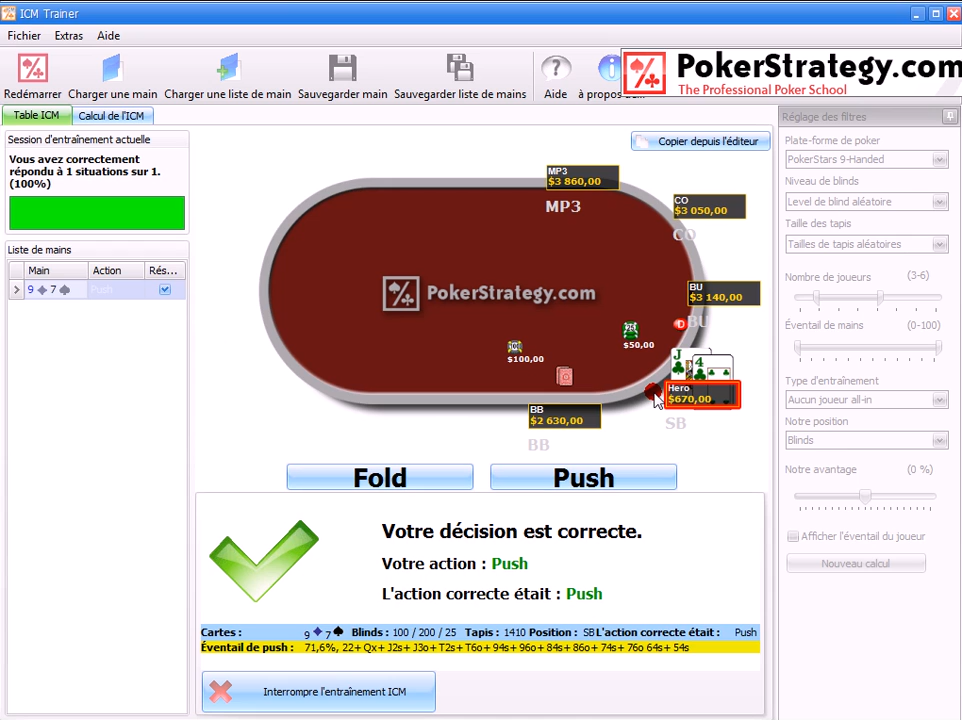 ICM Trainer
Fichier Extras Aide
Redémarrer Charger une main Charger une liste de main Sauvegarder main Sauvegarder liste de mains Aide à propos d...
PokerStrategy.com
The Professional Poker School
Table ICM Calcul de l'ICM
Session d'entraînement actuelle
Vous avez correctement
répondu à 1 situations sur 1.
(100%)
Liste de mains
Main Action Rés...
9 7 Push
Copier depuis l'éditeur
MP3
$3 860,00
MP3
CO
$3 050,00
CO
BU
$3 140,00
BU
D
PokerStrategy.com
25
$50,00
100
$100,00
J
4
Hero
$670,00
SB
BB
$2 630,00
BB
Fold Push
Votre décision est correcte.
Votre action : Push
L'action correcte était : Push
Cartes : 9 7 Blinds : 100 / 200 / 25 Tapis : 1410 Position : SB L'action correcte était : Push
Éventail de push : 71,6%, 22+ Qx+ J2s+ J3o+ T2s+ T6o+ 94s+ 96o+ 84s+ 86o+ 74s+ 76o 64s+ 54s
Interrompre l'entraînement ICM
Réglage des filtres
Plate-forme de poker
PokerStars 9-Handed
Niveau de blinds
Level de blind aléatoire
Taille des tapis
Tailles de tapis aléatoires
Nombre de joueurs (3-6)
Éventail de mains (0-100)
Type d'entraînement
Aucun joueur all-in
Notre position
Blinds
Notre avantage (0 %)
Afficher l'éventail du joueur
Nouveau calcul